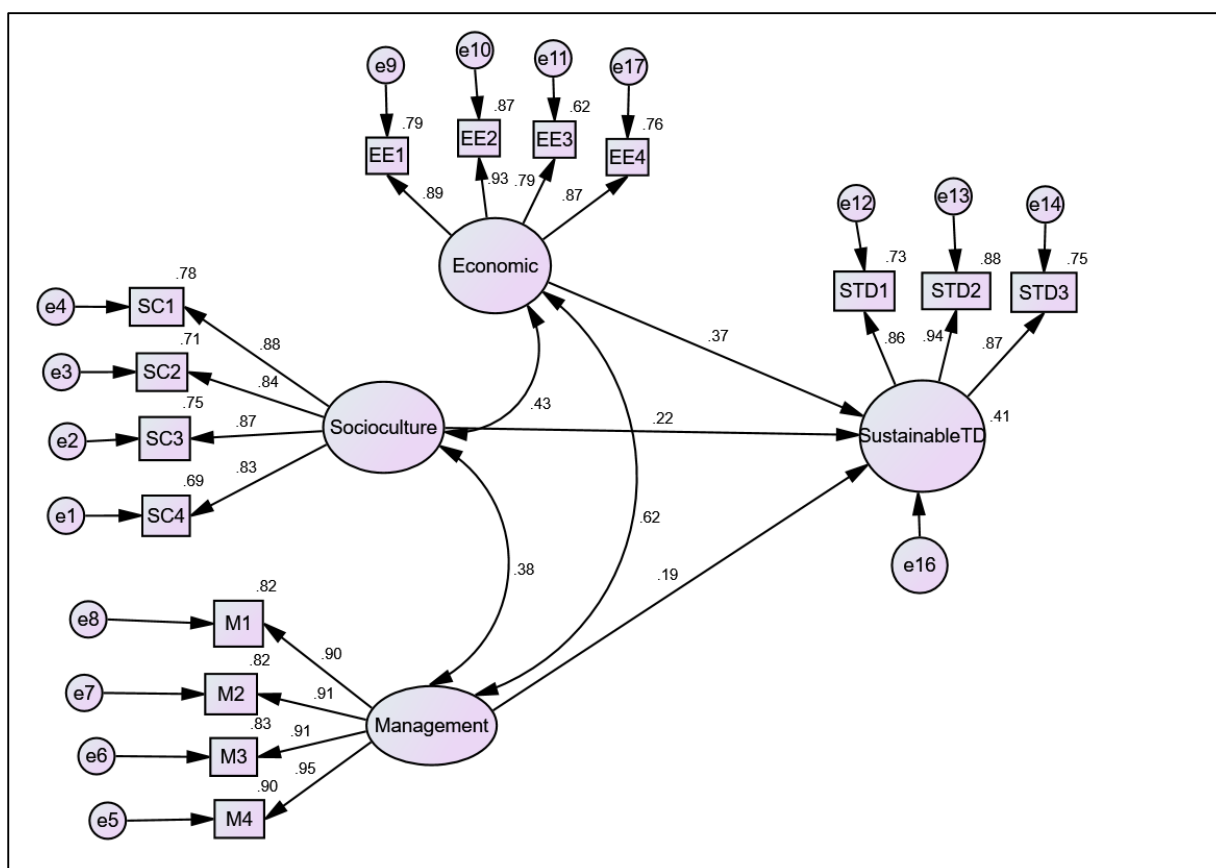 e9
e10
e11
e17
.79
.87
.62
.76
EE1
EE2
EE3
EE4
.89
.93
.79
.87
Economic
e12
e13
e14
.73
.88
.75
STD1
STD2
STD3
.86
.94
.87
.78
e4
SC1
.88
.71
e3
SC2
.84
.75
e2
SC3
.87
.69
e1
SC4
.83
Socioculture
.43
.37
.22
SustainableTD
.41
e16
.62
.38
.19
.82
e8
M1
.90
.82
e7
M2
.91
.83
e6
M3
.91
.90
e5
M4
.95
Management